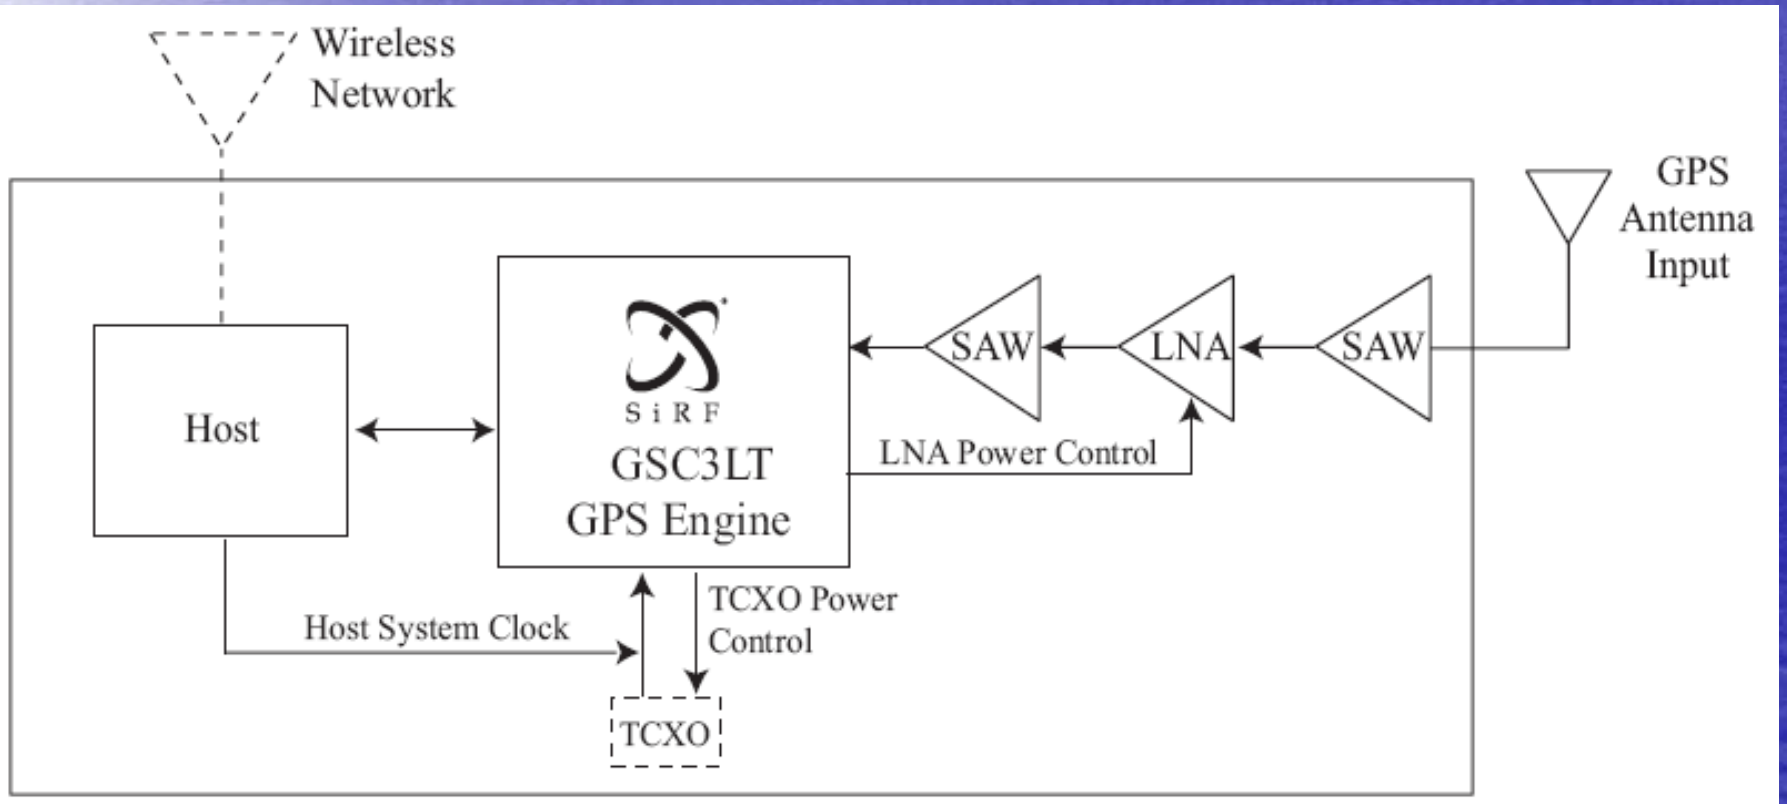 Wireless
Network
GPS
Antenna
Input
SAW
LNA
SAW
SiRF
Host
GSC3LT
GPS Engine
LNA Power Control
TCXO Power
Control
Host System Clock
TCXO